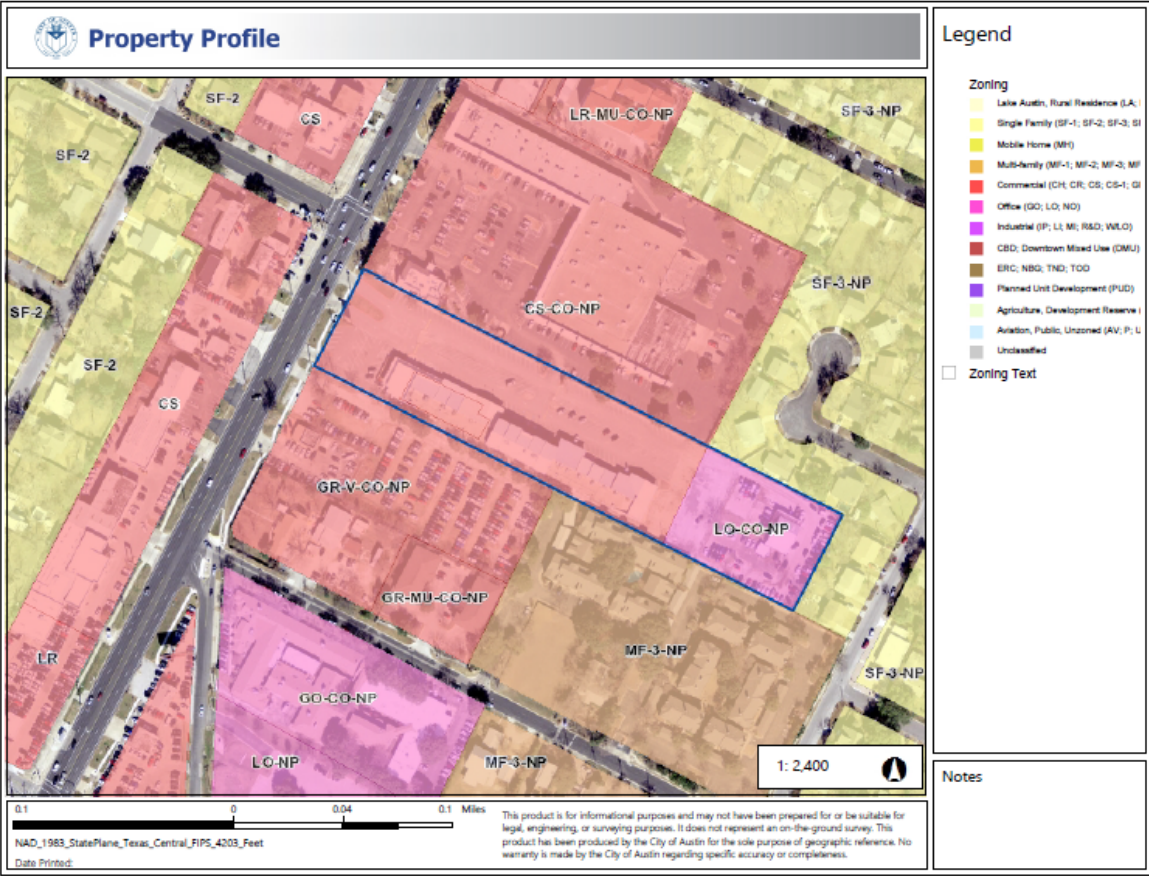 Property Profile
Legend
Zoning
Lake Austin, Rural Residence (LA;
Single Family (SF-1; SF-2; SF-3; SI
Mobile Home (MH)
Multi-family (MF-1; MF-2; MF-3; MF
Commercial (CH; CR; CS; CS-1; GI
Office (GO; LO; NO)
Industrial (IP; LI; MI; R&D; W/LO)
CBD; Downtown Mixed Use (DMU)
ERC; NBG; TND; TOD
Planned Unit Development (PUD)
Agriculture, Development Reserve (
Aviation, Public, Unzoned (AV; P; U
Unclassified
Zoning Text
SF-2
CS
LR-MU-CO-NP
SF-3-NP
SF-2
SF-3-NP
CS-CO-NP
SF-2
SF-2
CS
GR-V-CO-NP
LO-CO-NP
GR-MU-CO-NP
MF-3-NP
LR
SF-3-NP
GO-CO-NP
LO-NP
MF-3-NP
1: 2,400
Notes
0.1 0 0.04 0.1 Miles
NAD_1983_StatePlane_Texas_Central_FIPS_4203_Feet
Date Printed:
This product is for informational purposes and may not have been prepared for or be suitable for
legal, engineering, or surveying purposes. It does not represent an on-the-ground survey. This
product has been produced by the City of Austin for the sole purpose of geographic reference. No
warranty is made by the City of Austin regarding specific accuracy or completeness.